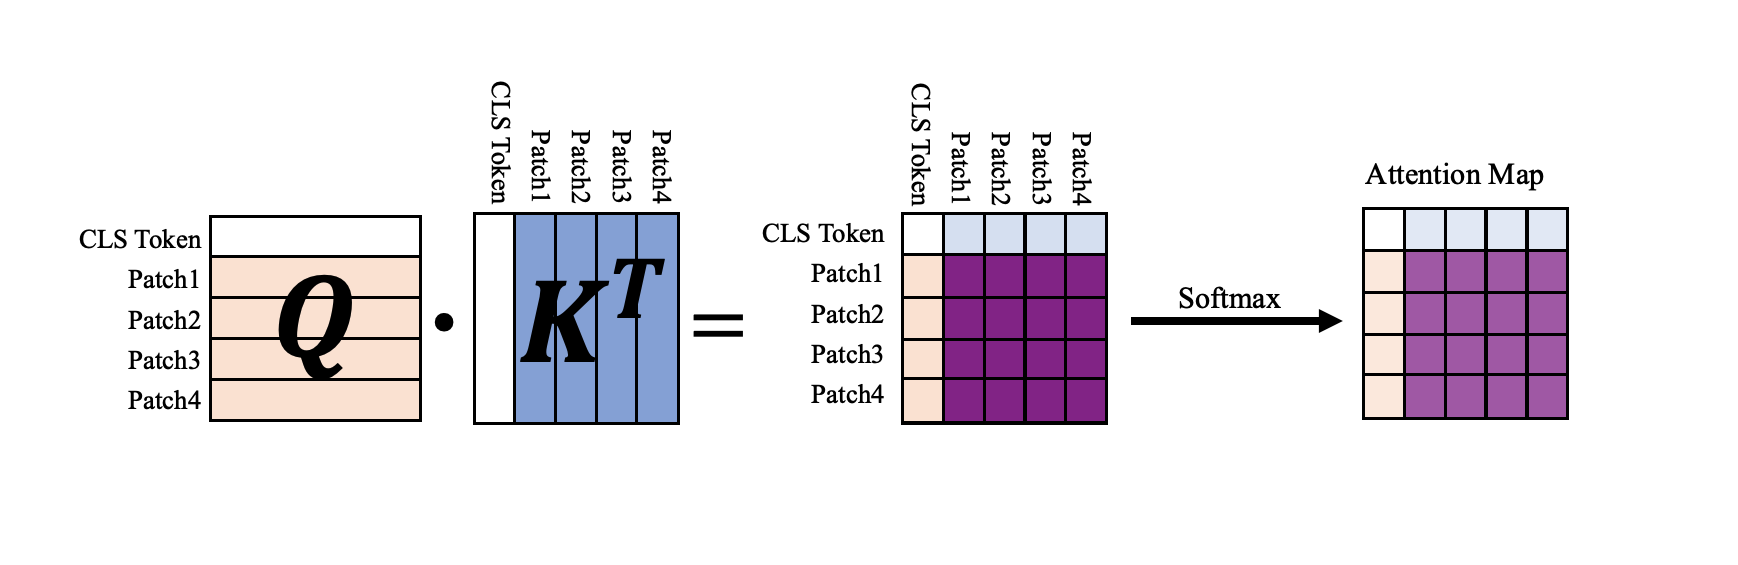 CLS Token
Patch1
Patch2
Patch3
Patch4
Q
CLS Token
Patch1
Patch2
Patch3
Patch4
K^T
=
CLS Token
Patch1
Patch2
Patch3
Patch4
CLS Token
Patch1
Patch2
Patch3
Patch4
Softmax
Attention Map